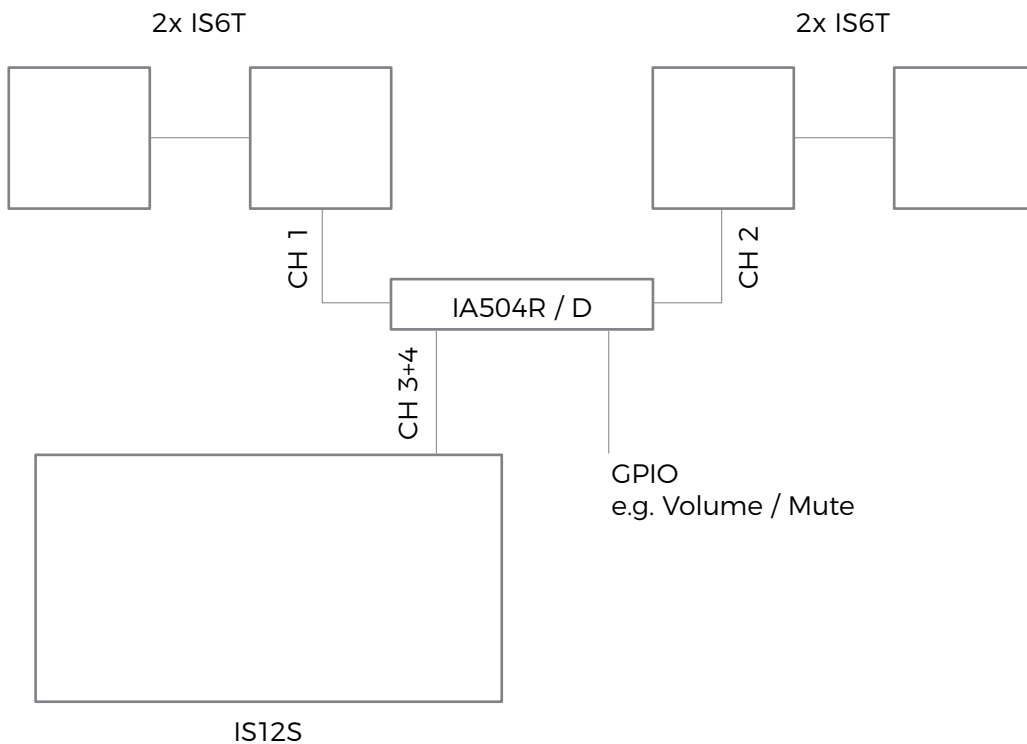 2x IS6T
2x IS6T
CH 1
CH 2
IA504R / D
CH 3+4
GPIO
e.g. Volume / Mute
IS12S